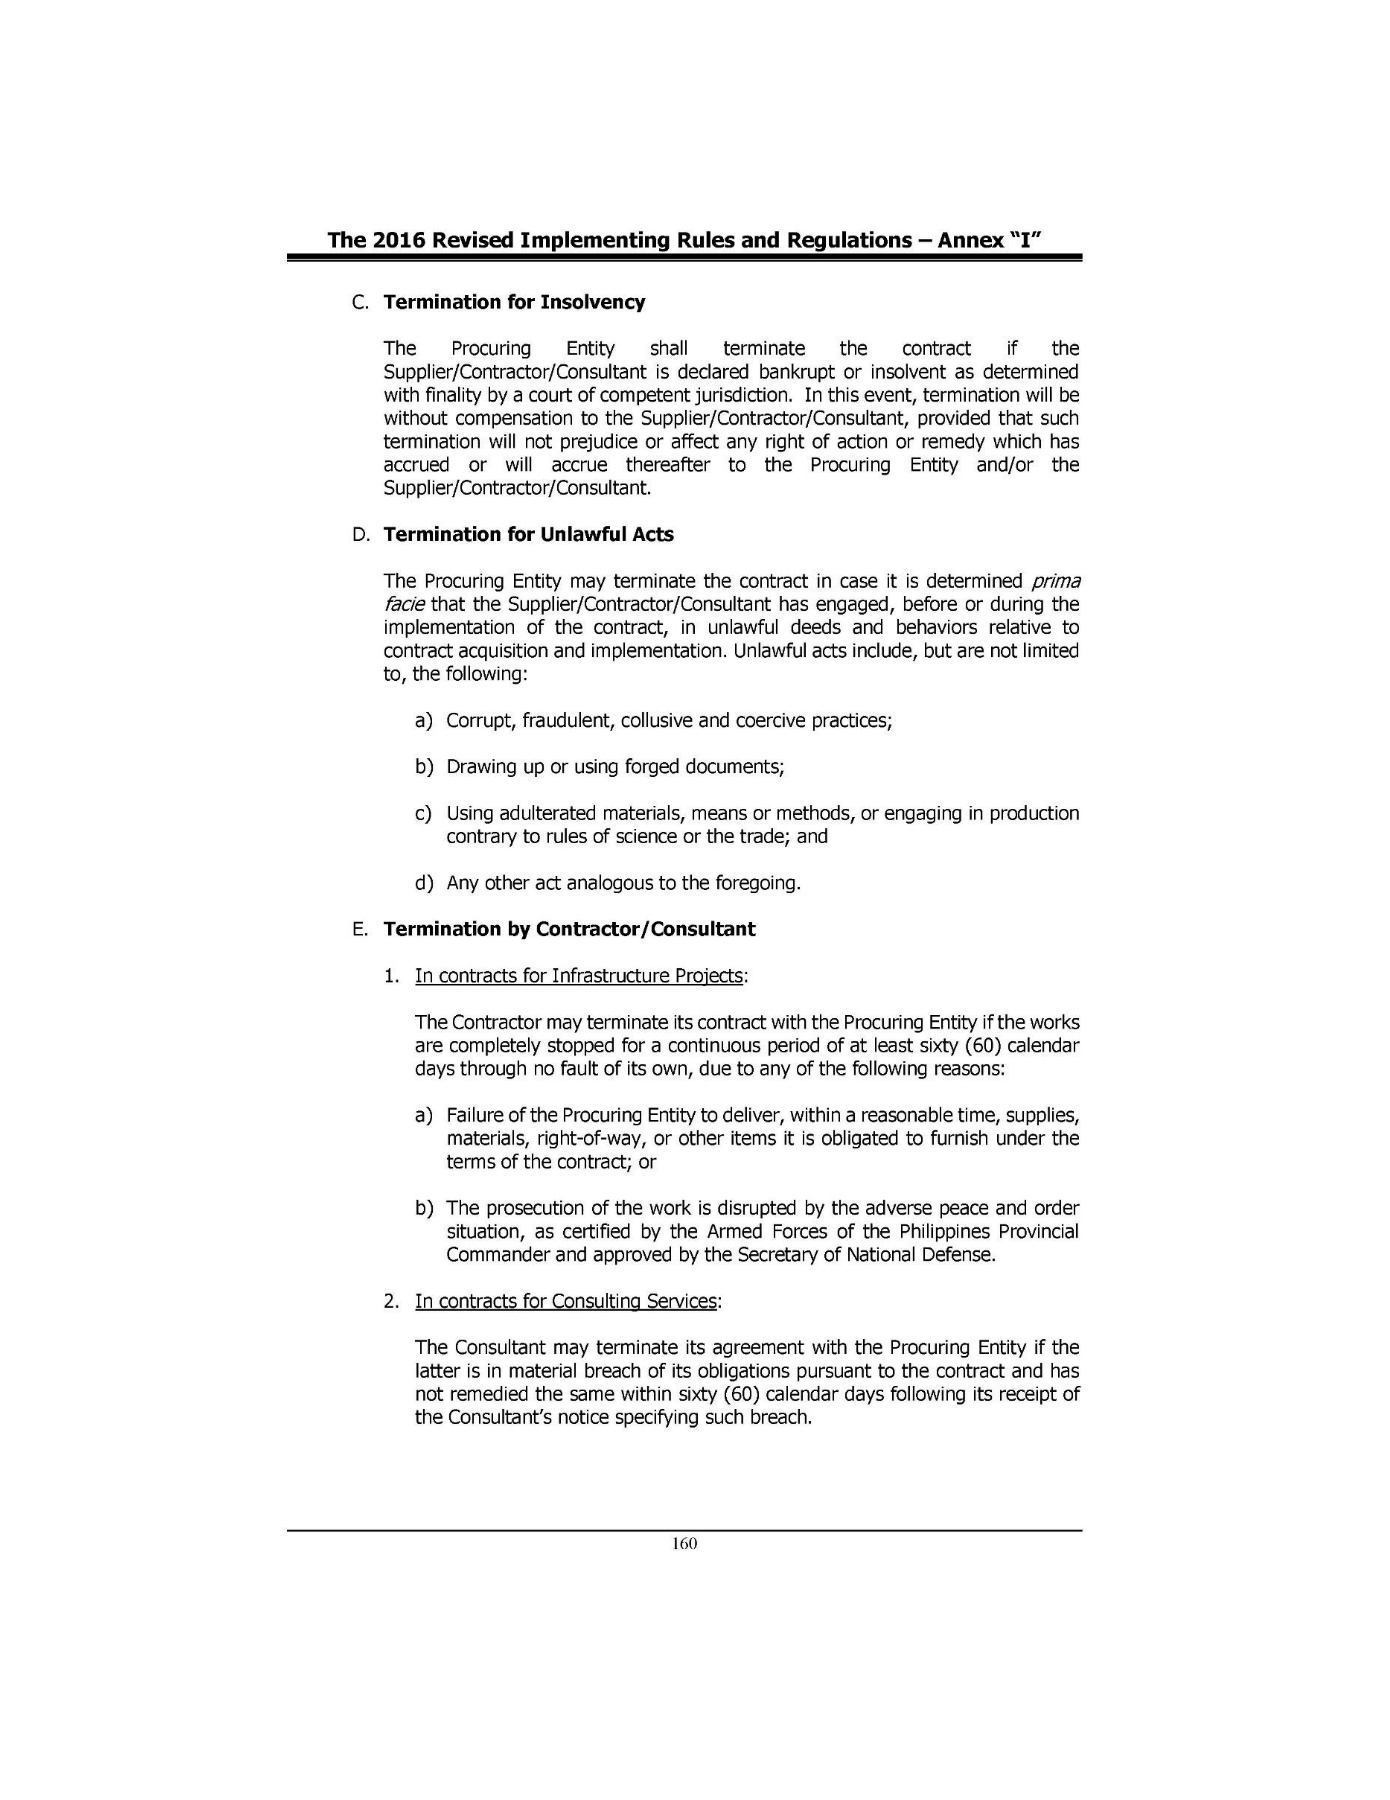 The 2016 Revised Implementing Rules and Regulations – Annex “I”
C. Termination for Insolvency
The Procuring Entity shall terminate the contract if the
Supplier/Contractor/Consultant is declared bankrupt or insolvent as determined
with finality by a court of competent jurisdiction. In this event, termination will be
without compensation to the Supplier/Contractor/Consultant, provided that such
termination will not prejudice or affect any right of action or remedy which has
accrued or will accrue thereafter to the Procuring Entity and/or the
Supplier/Contractor/Consultant.
D. Termination for Unlawful Acts
The Procuring Entity may terminate the contract in case it is determined prima
facie that the Supplier/Contractor/Consultant has engaged, before or during the
implementation of the contract, in unlawful deeds and behaviors relative to
contract acquisition and implementation. Unlawful acts include, but are not limited
to, the following:
a) Corrupt, fraudulent, collusive and coercive practices;
b) Drawing up or using forged documents;
c) Using adulterated materials, means or methods, or engaging in production
contrary to rules of science or the trade; and
d) Any other act analogous to the foregoing.
E. Termination by Contractor/Consultant
1. In contracts for Infrastructure Projects:
The Contractor may terminate its contract with the Procuring Entity if the works
are completely stopped for a continuous period of at least sixty (60) calendar
days through no fault of its own, due to any of the following reasons:
a) Failure of the Procuring Entity to deliver, within a reasonable time, supplies,
materials, right-of-way, or other items it is obligated to furnish under the
terms of the contract; or
b) The prosecution of the work is disrupted by the adverse peace and order
situation, as certified by the Armed Forces of the Philippines Provincial
Commander and approved by the Secretary of National Defense.
2. In contracts for Consulting Services:
The Consultant may terminate its agreement with the Procuring Entity if the
latter is in material breach of its obligations pursuant to the contract and has
not remedied the same within sixty (60) calendar days following its receipt of
the Consultant’s notice specifying such breach.
160